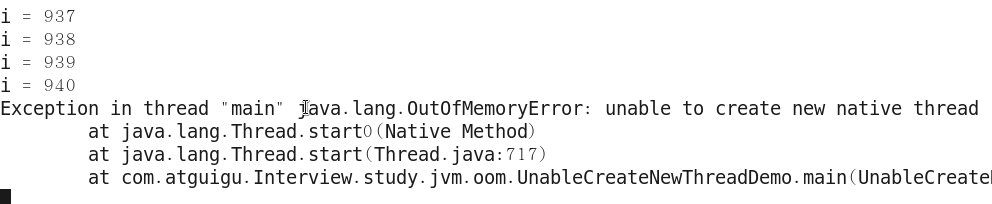 i = 937
i = 938
i = 939
i = 940
Exception in thread "main" java.lang.OutOfMemoryError: unable to create new native thread
        at java.lang.Thread.start0(Native Method)
        at java.lang.Thread.start(Thread.java:717)
        at com.atguigu.Interview.study.jvm.oom.UnableCreateNewThreadDemo.main(UnableCreate